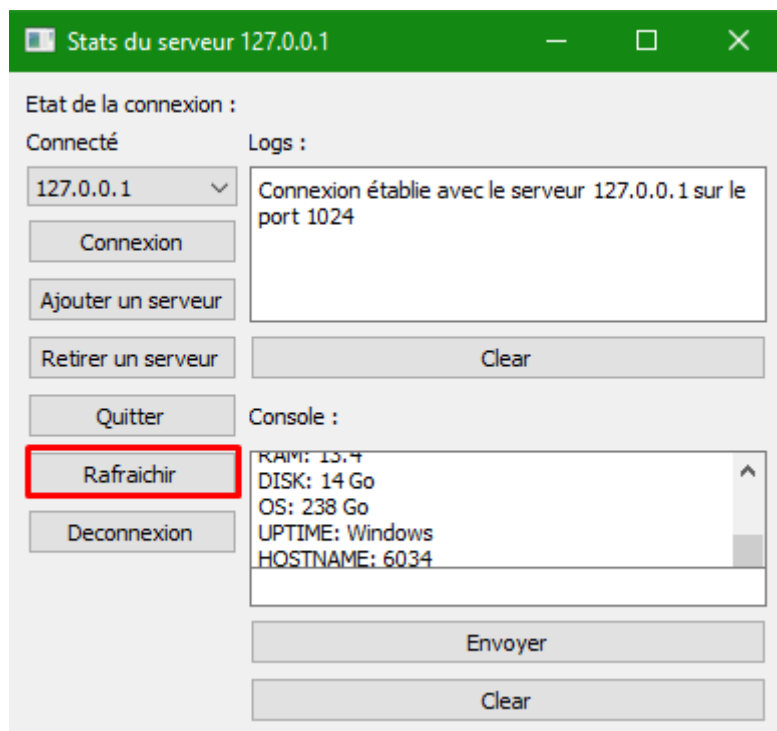 Stats du serveur 127.0.0.1
Etat de la connexion :
Connecté
127.0.0.1
Connexion
Ajouter un serveur
Retirer un serveur
Quitter
Rafraichir
Deconnexion
Logs :
Connexion établie avec le serveur 127.0.0.1 sur le
port 1024
Clear
Console :
RAM: 13.4
DISK: 14 Go
OS: 238 Go
UPTIME: Windows
HOSTNAME: 6034
Envoyer
Clear